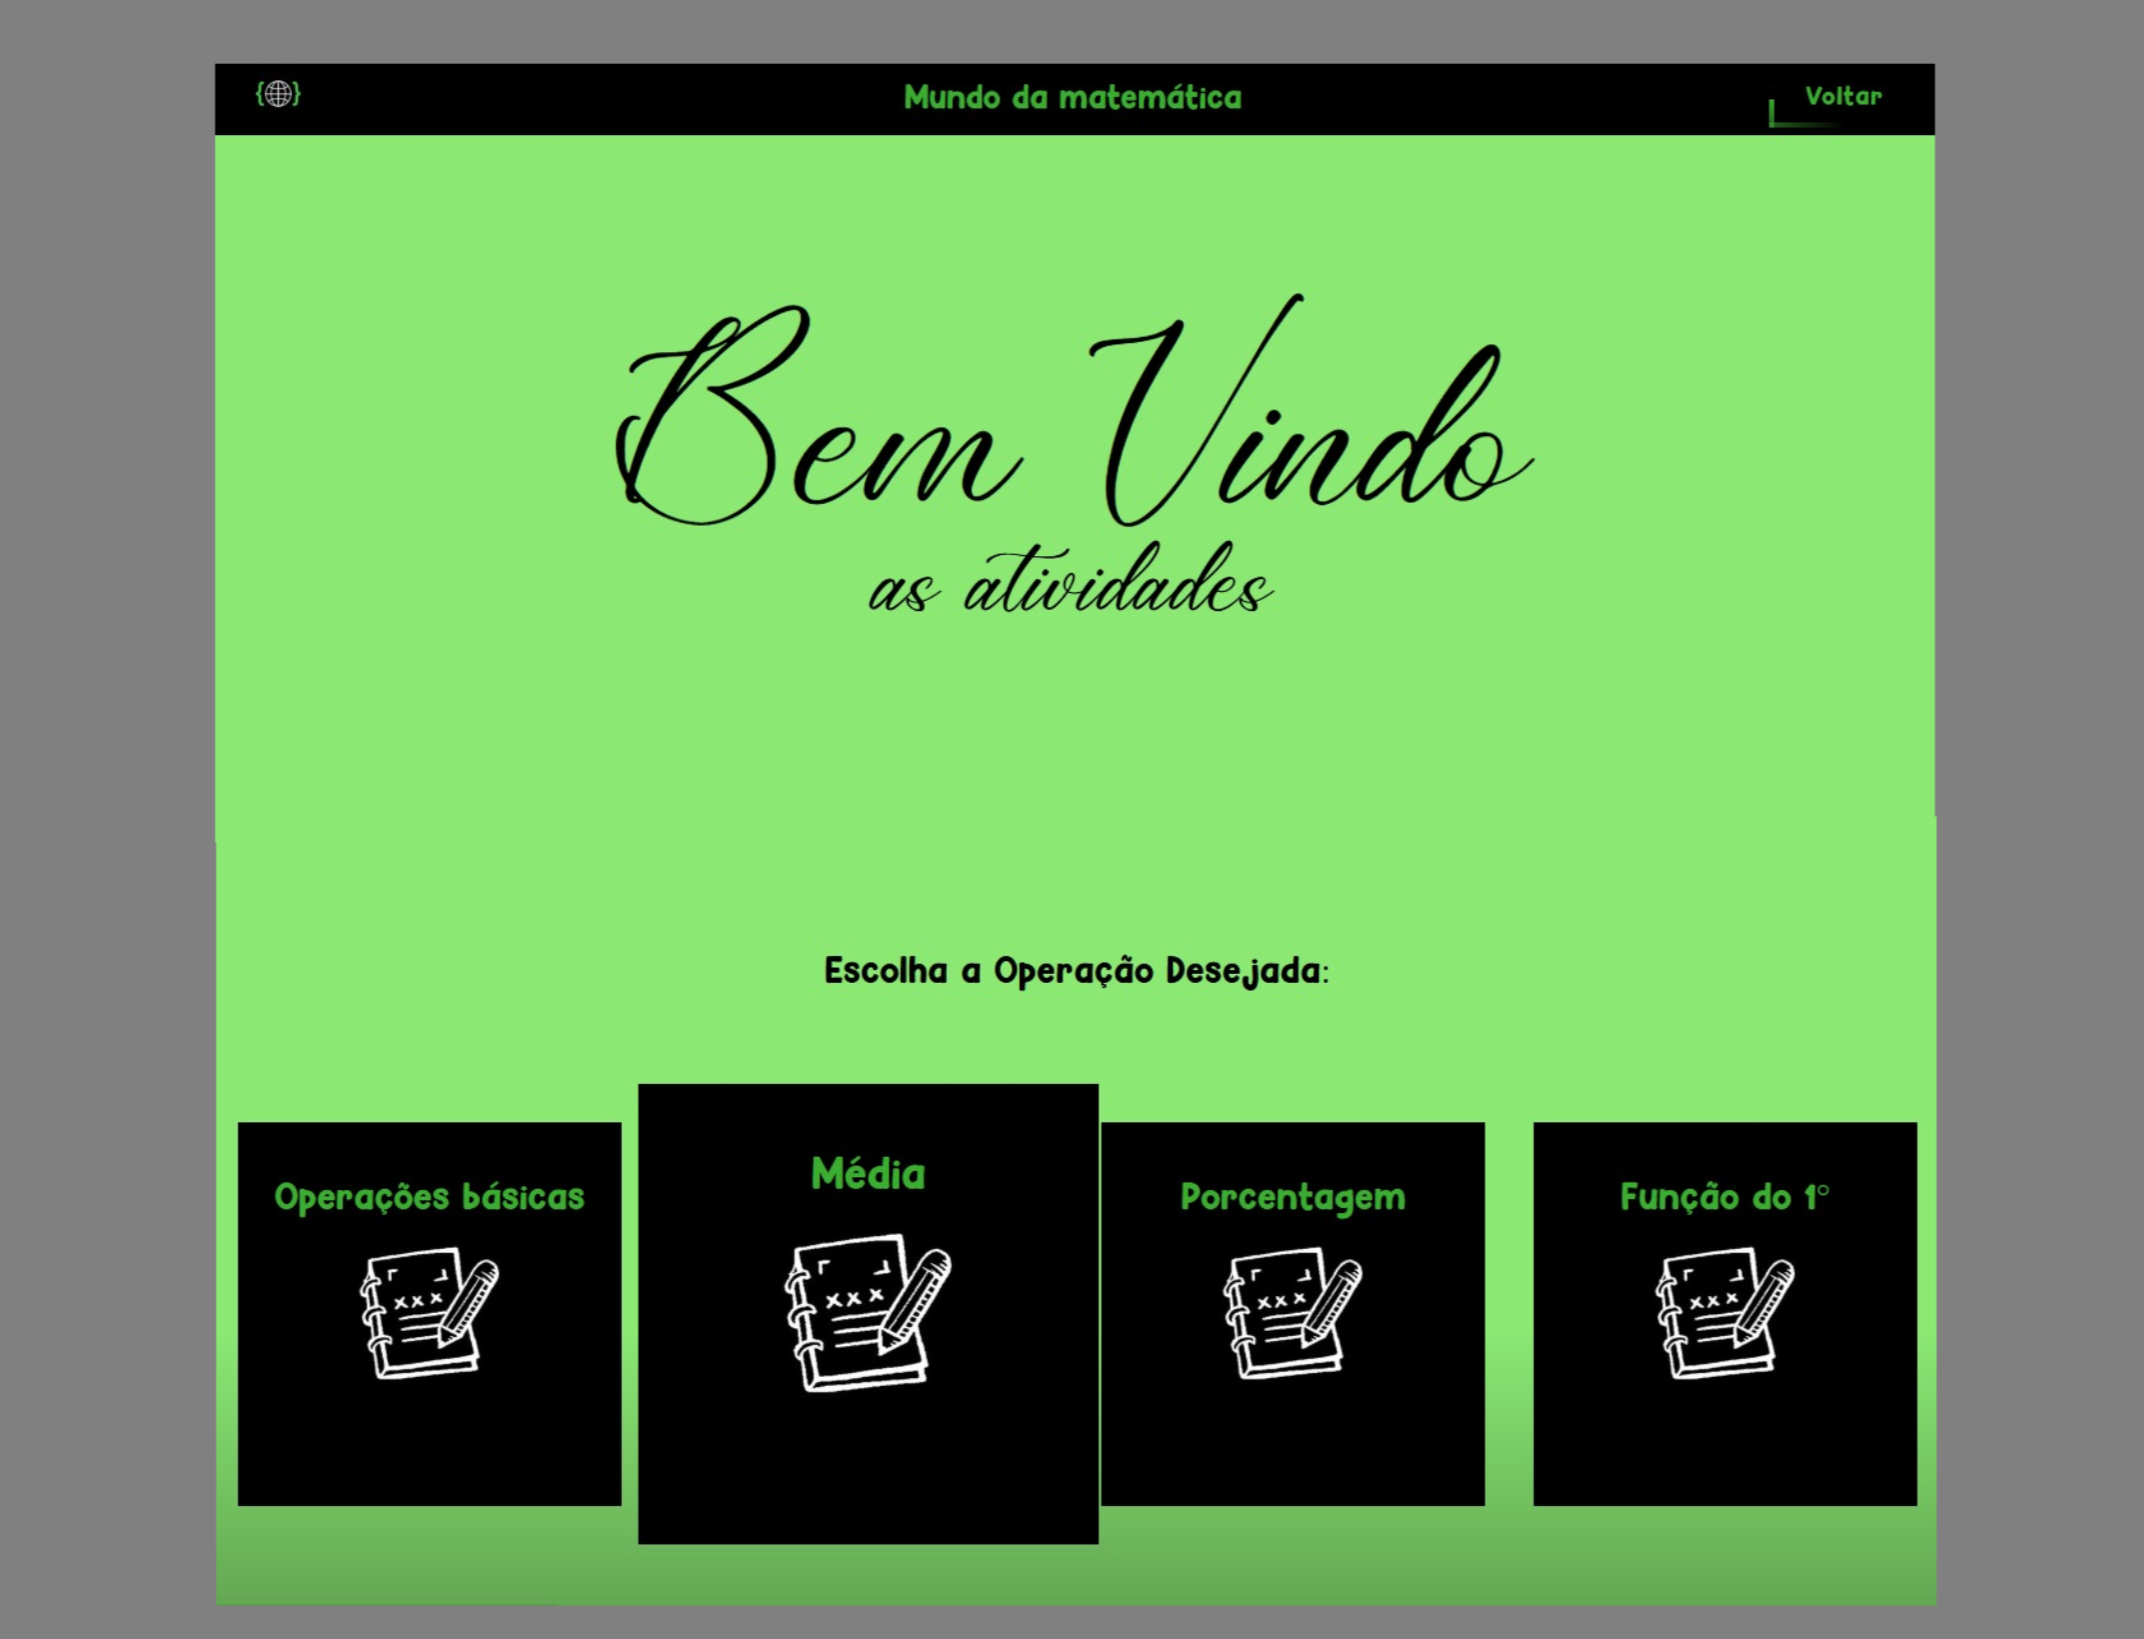 Mundo da matemática
Voltar
Bem Vindo
as atividades
Escolha a Operação Desejada:
Operações básicas
Média
Porcentagem
Função do 1°